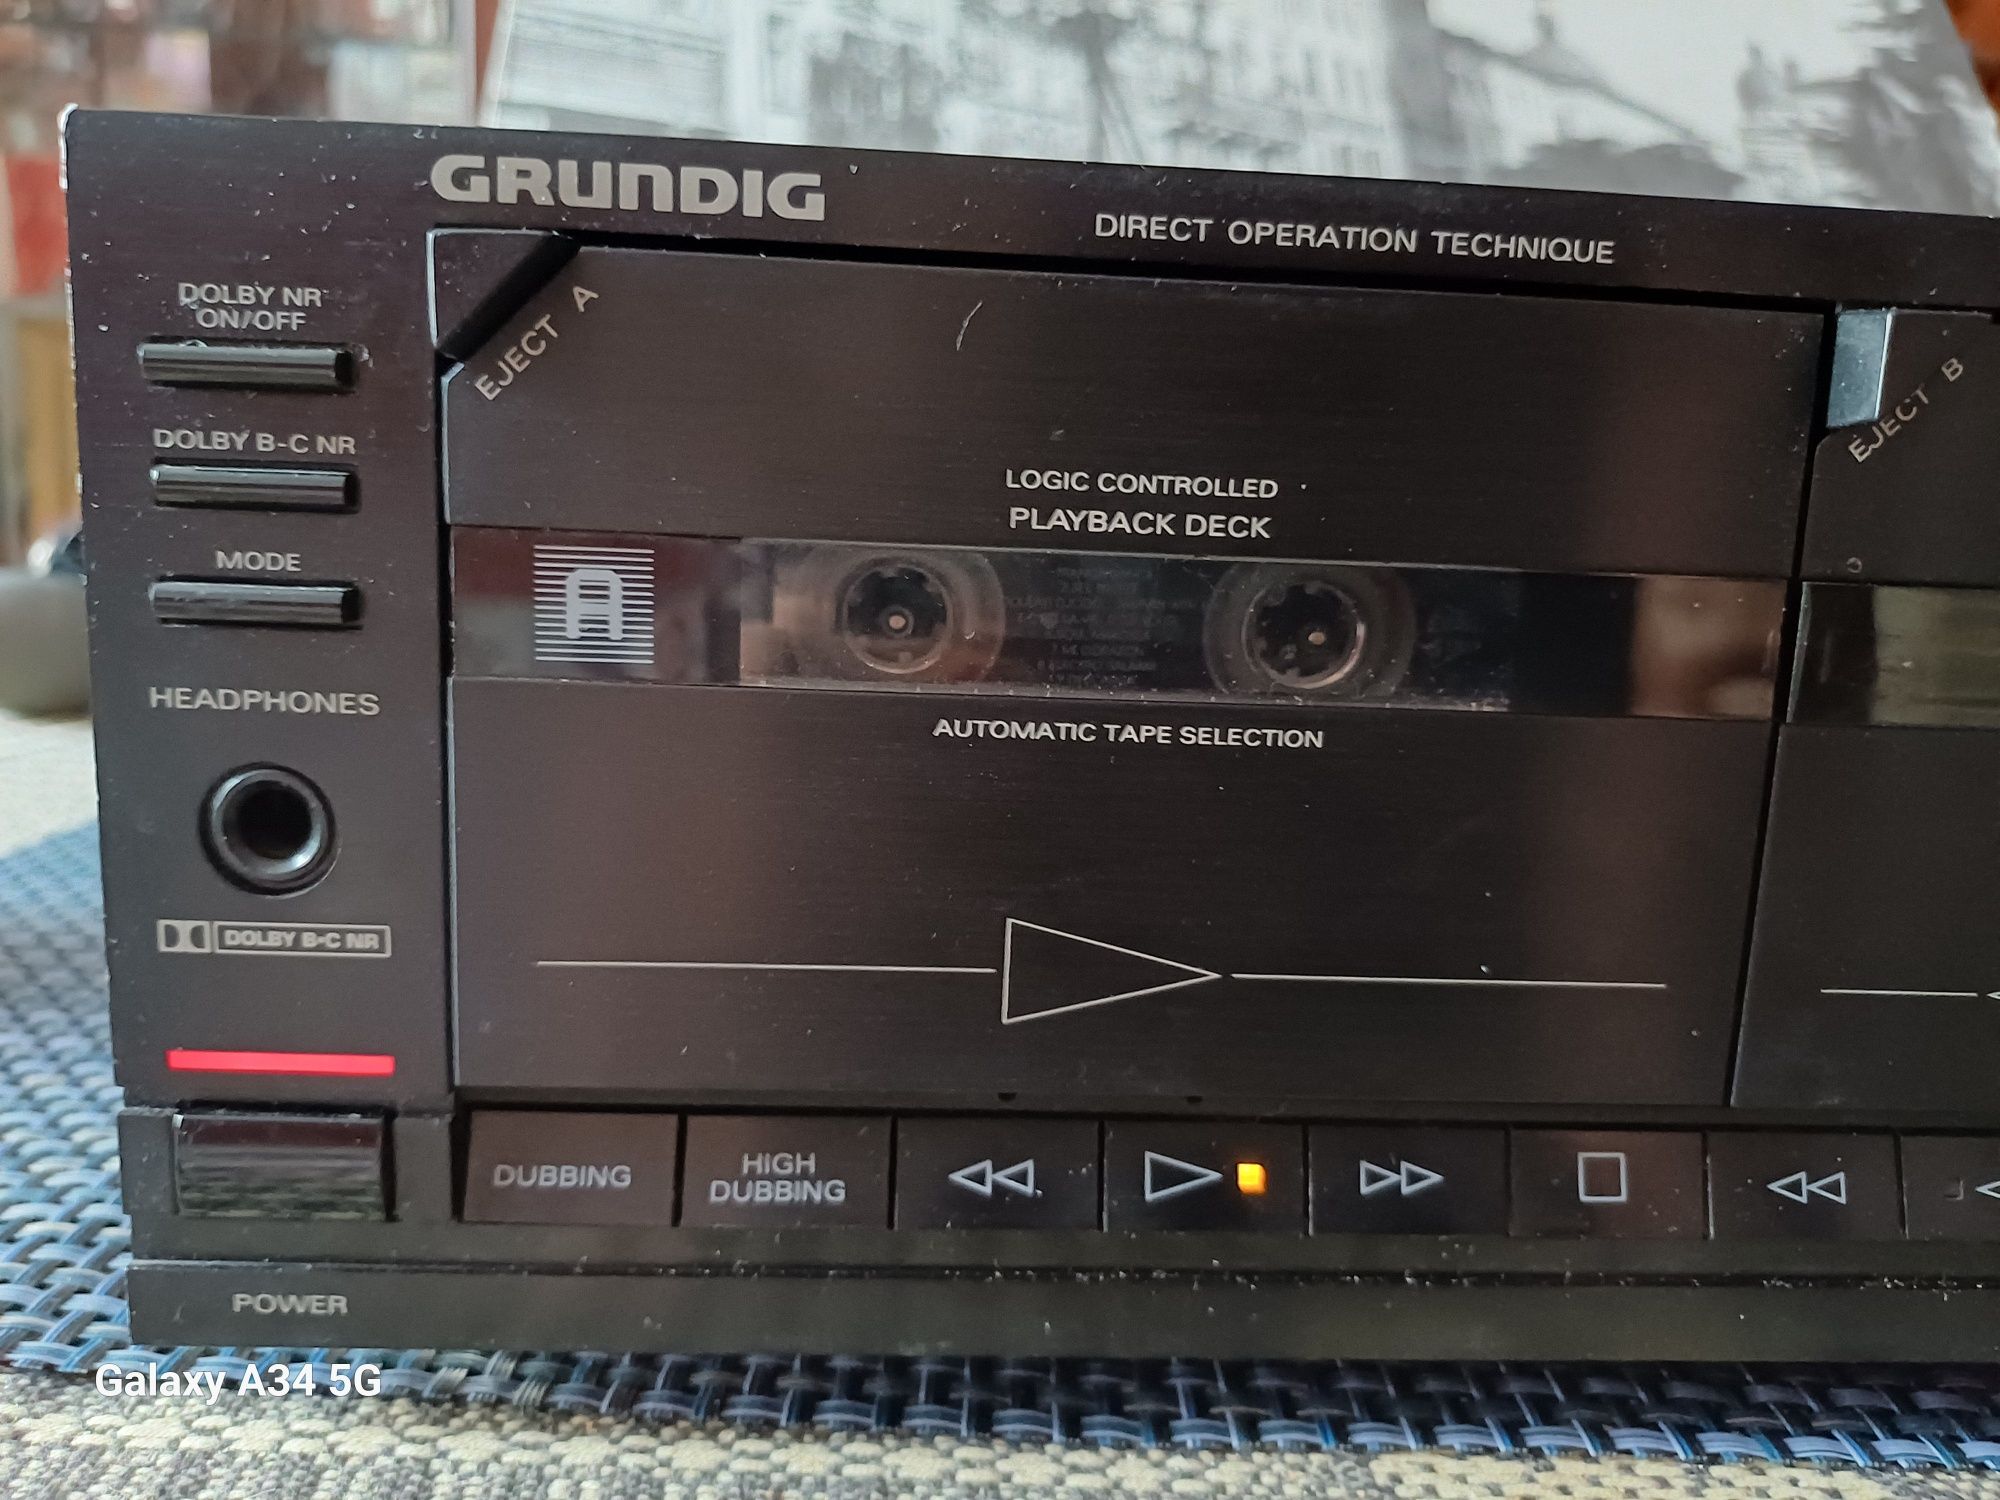 GRUNDIG
DIRECT OPERATION TECHNIQUE
DOLBY NR
ON/OFF
EJECT A
EJECT B
DOLBY B-C NR
LOGIC CONTROLLED
PLAYBACK DECK
MODE
A
HEADPHONES
AUTOMATIC TAPE SELECTION
DOLBY B-C NR
DUBBING
HIGH
DUBBING
POWER
Galaxy A34 5G